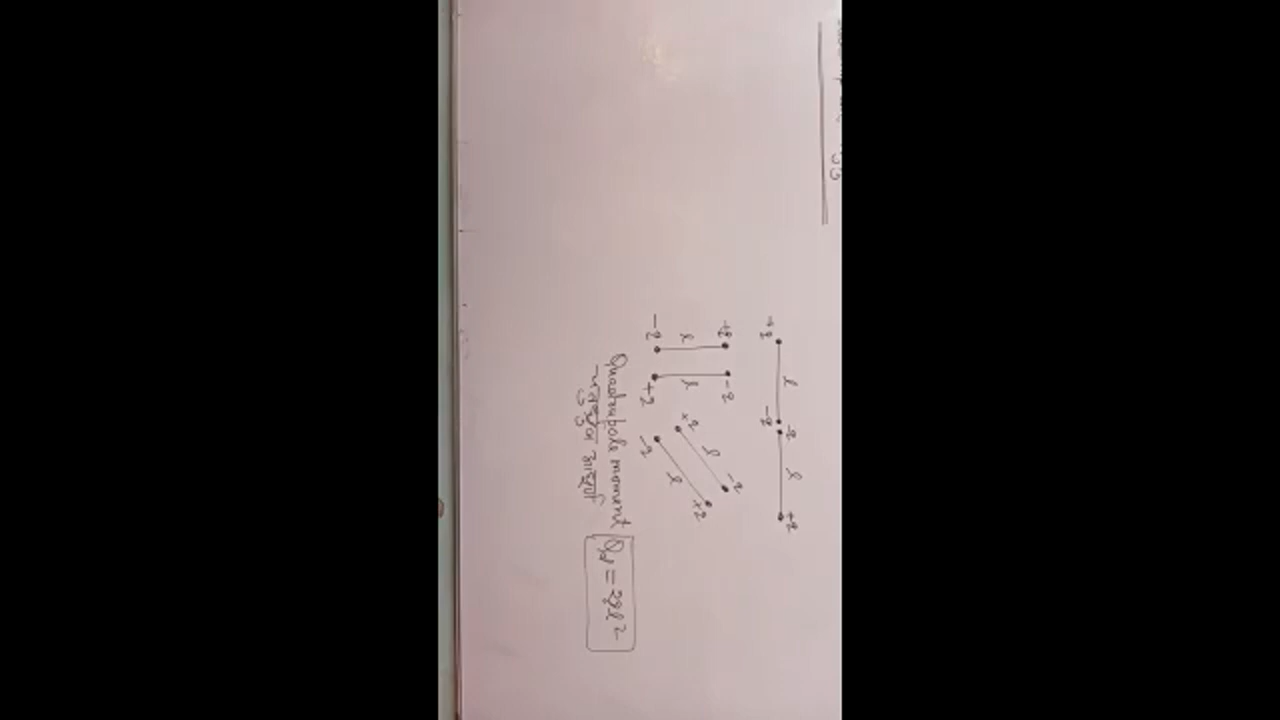 +q l -q -q l +q
+q -q -q
l l +q l
-q +q -q l +q
Quadrupole moment Qd = 2ql²
चतुर्ध्रुव आघूर्ण